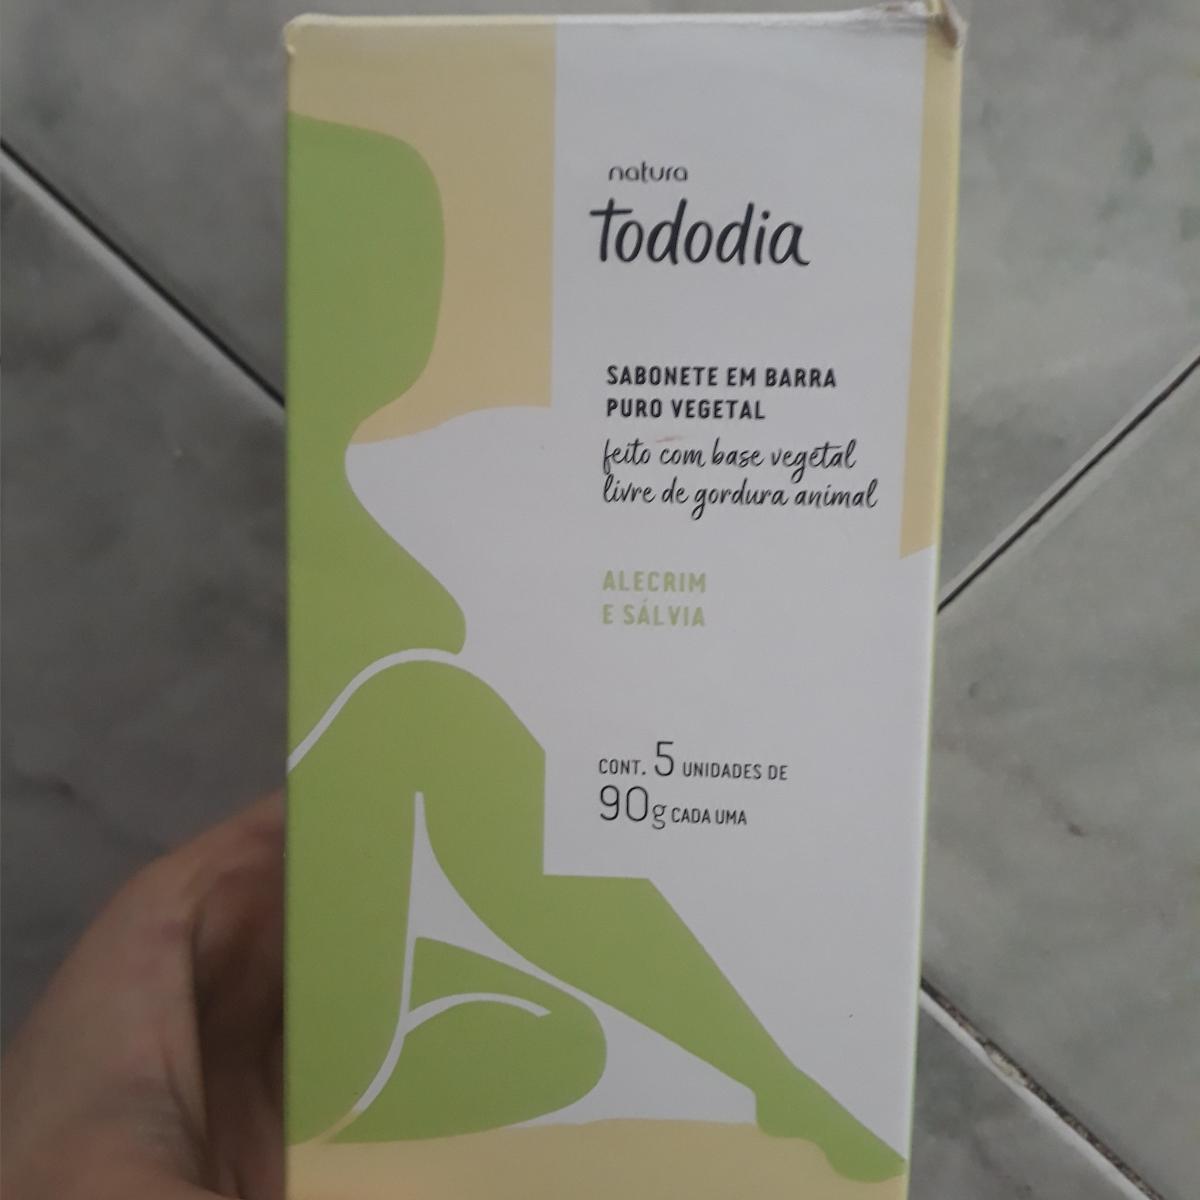 natura
tododia
SABONETE EM BARRA
PURO VEGETAL
feito com base vegetal
livre de gordura animal
ALECRIM
E SÁLVIA
CONT. 5 UNIDADES DE
90g CADA UMA